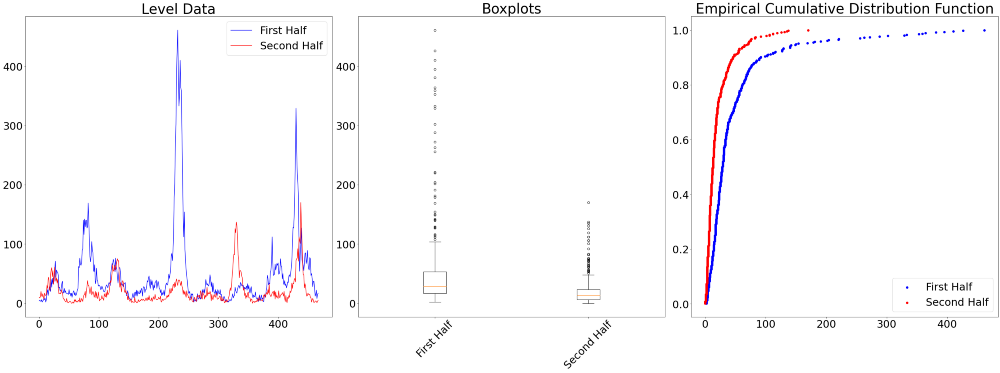 Level Data
First Half
Second Half
400
300
200
100
0
0 100 200 300 400
Boxplots
400
300
200
100
0
First Half
Second Half
Empirical Cumulative Distribution Function
1.0
0.8
0.6
0.4
0.2
0.0
First Half
Second Half
0 100 200 300 400